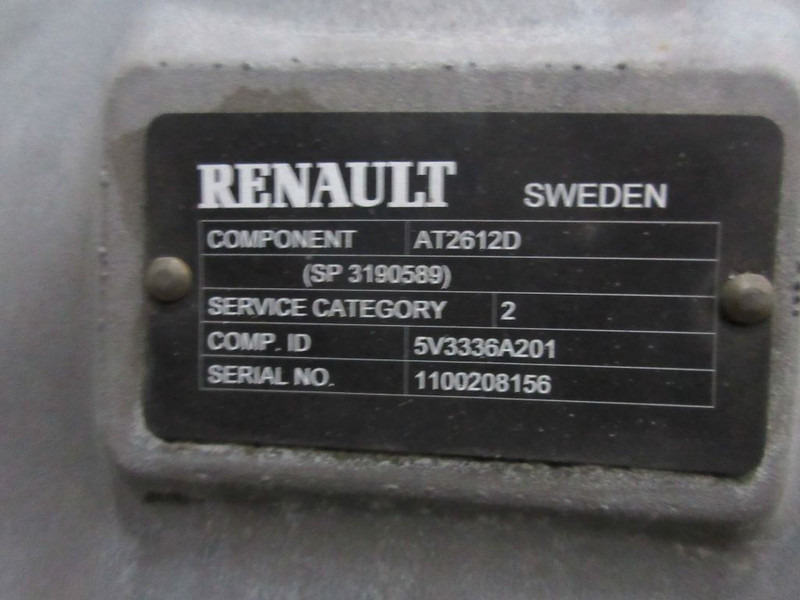 RENAULT SWEDEN
COMPONENT AT2612D
(SP 3190589)
SERVICE CATEGORY 2
COMP. ID 5V3336A201
SERIAL NO. 1100208156